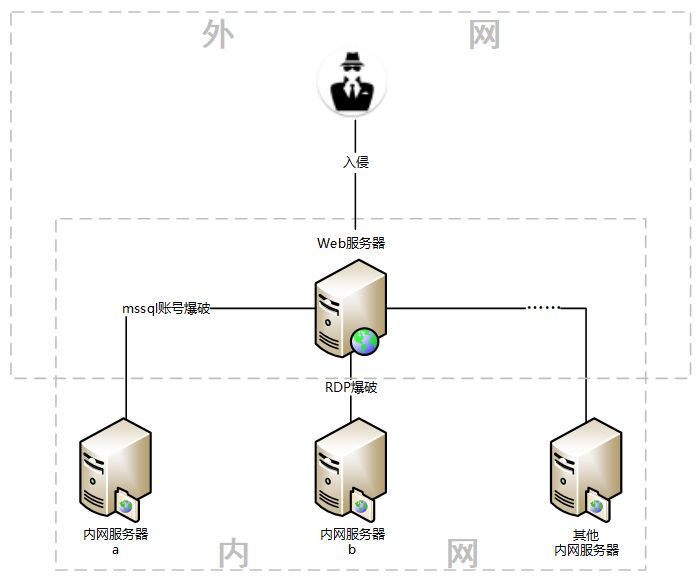 外 网
入侵
Web服务器
mssql账号爆破
······
RDP爆破
内网服务器
a
内网服务器
b
其他
内网服务器
内 网